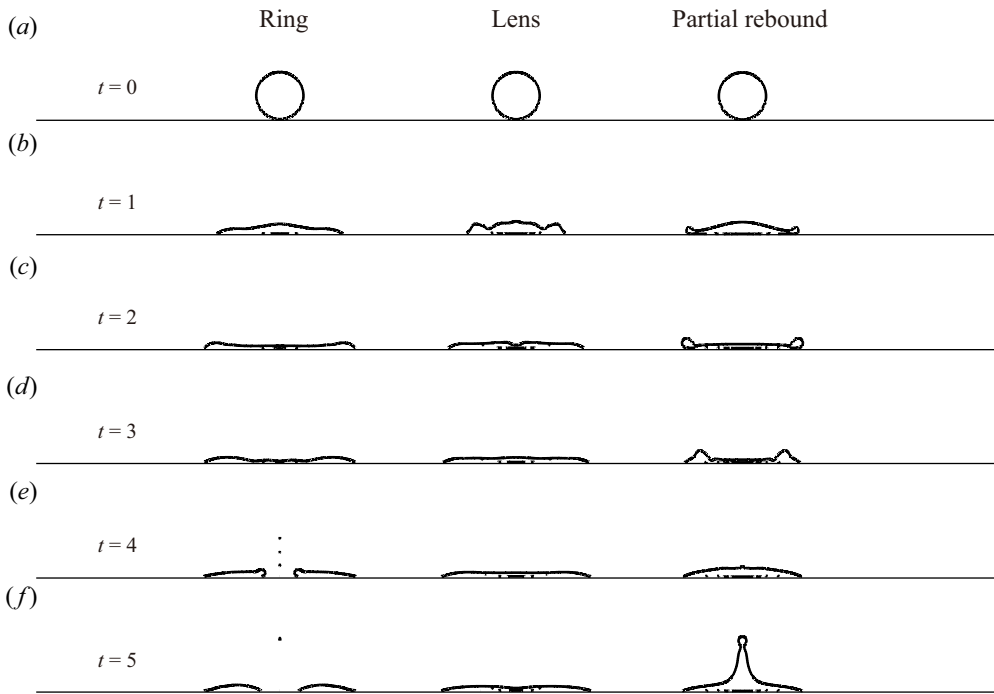 (a) Ring Lens Partial rebound
t = 0
(b)
t = 1
(c)
t = 2
(d)
t = 3
(e)
t = 4
(f)
t = 5